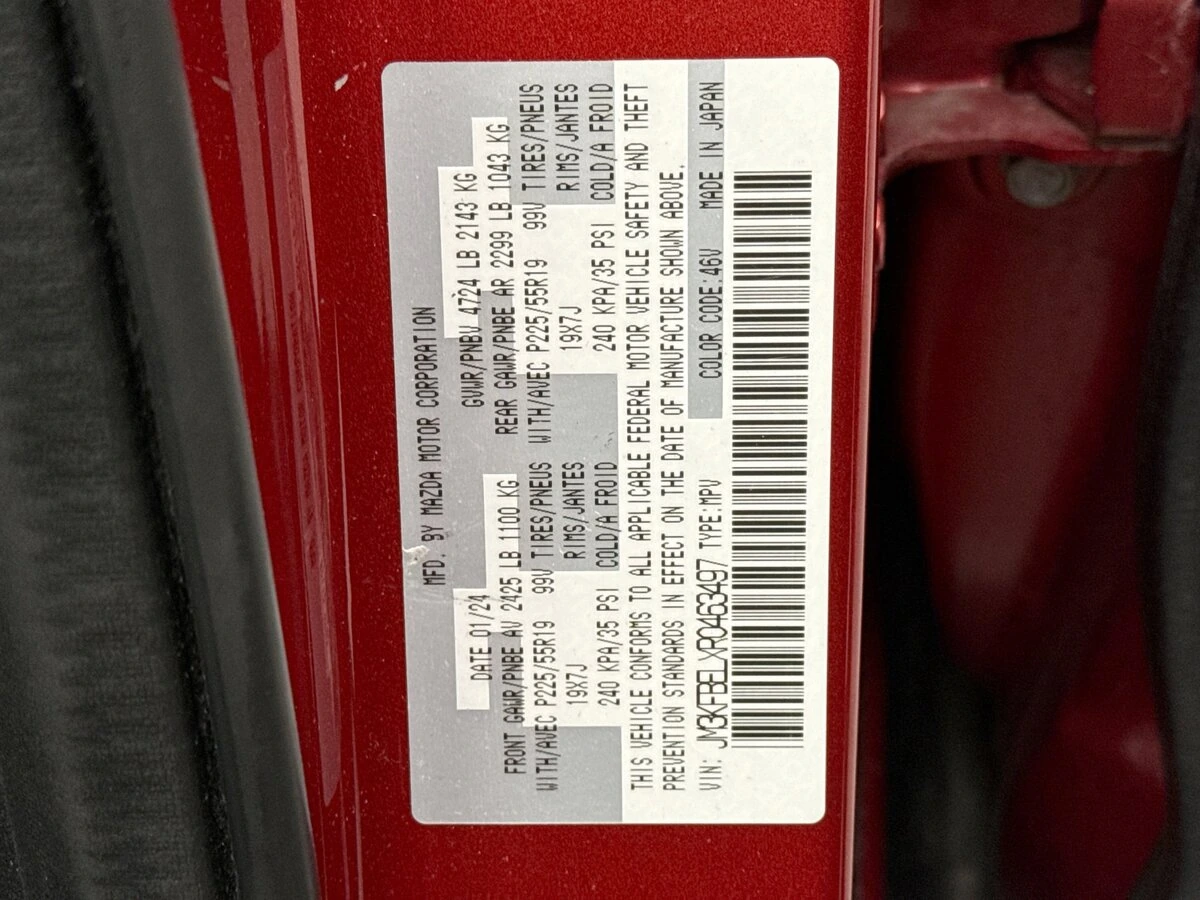 MFD. BY MAZDA MOTOR CORPORATION
DATE 01/24 GVWR/PNBV 4724 LB 2143 KG
FRONT GAWR/PNBE AV 2425 LB 1100 KG REAR GAWR/PNBE AR 2299 LB 1043 KG
WITH/AVEC P225/55R19 99V TIRES/PNEUS WITH/AVEC P225/55R19 99V TIRES/PNEUS
19X7J RIMS/JANTES 19X7J RIMS/JANTES
240 KPA/35 PSI COLD/A FROID 240 KPA/35 PSI COLD/A FROID
THIS VEHICLE CONFORMS TO ALL APPLICABLE FEDERAL MOTOR VEHICLE SAFETY AND THEFT
PREVENTION STANDARDS IN EFFECT ON THE DATE OF MANUFACTURE SHOWN ABOVE.
VIN: JM3KFBELXR0463497 TYPE:MPV COLOR CODE:46V MADE IN JAPAN